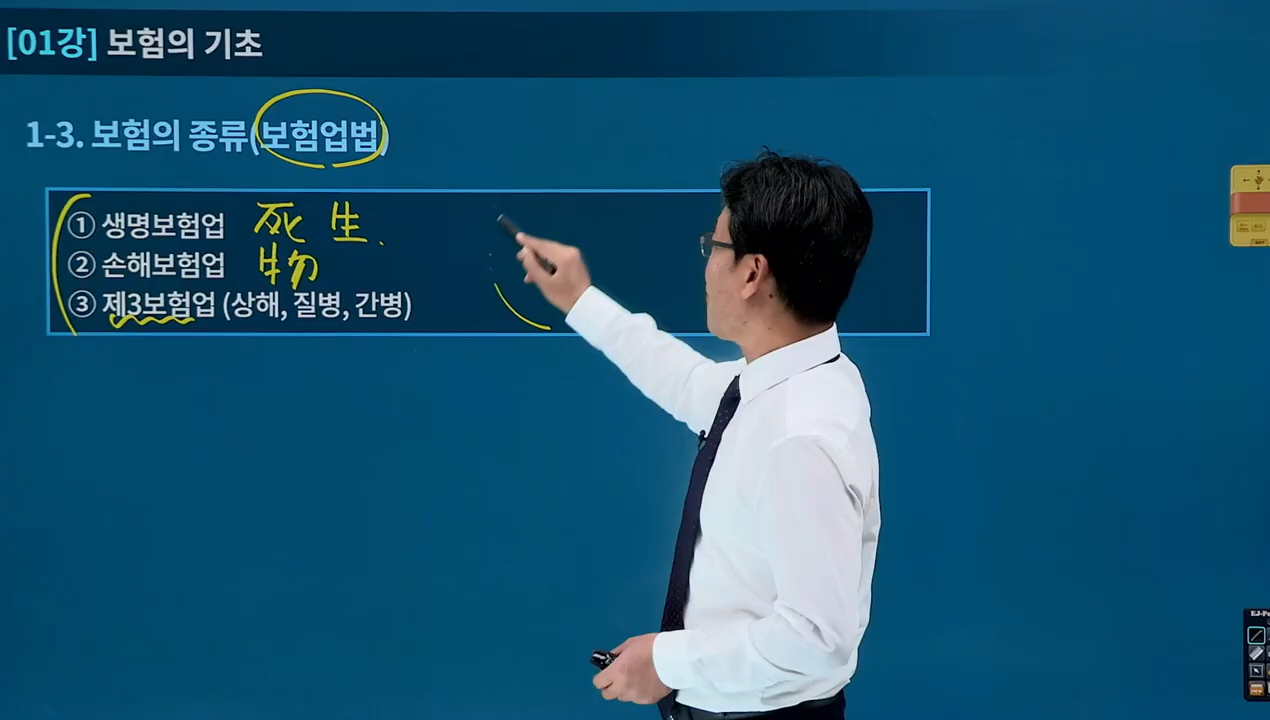 [01강] 보험의 기초
1-3. 보험의 종류(보험업법)
① 생명보험업 死 生.
② 손해보험업 物
③ 제3보험업 (상해, 질병, 간병)